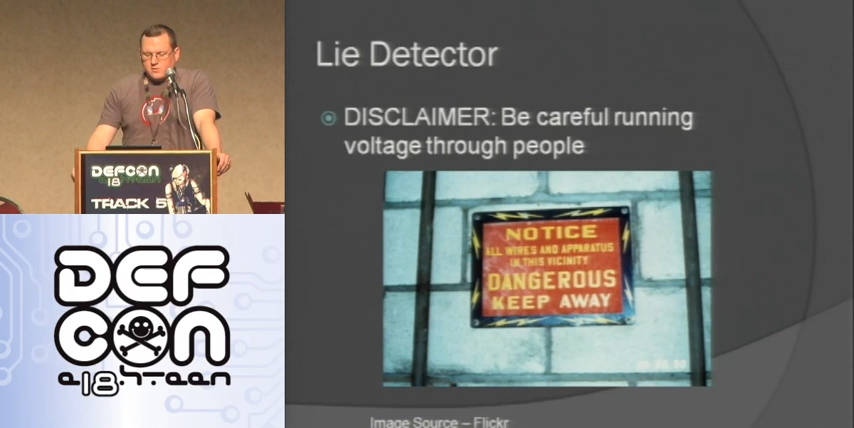 Lie Detector
DISCLAIMER: Be careful running
voltage through people
NOTICE
ALL WIRES AND APPARATUS
IN THIS VICINITY
DANGEROUS
KEEP AWAY
Image Source – Flickr
DEFCON
18
TRACK 5
DEF
CON